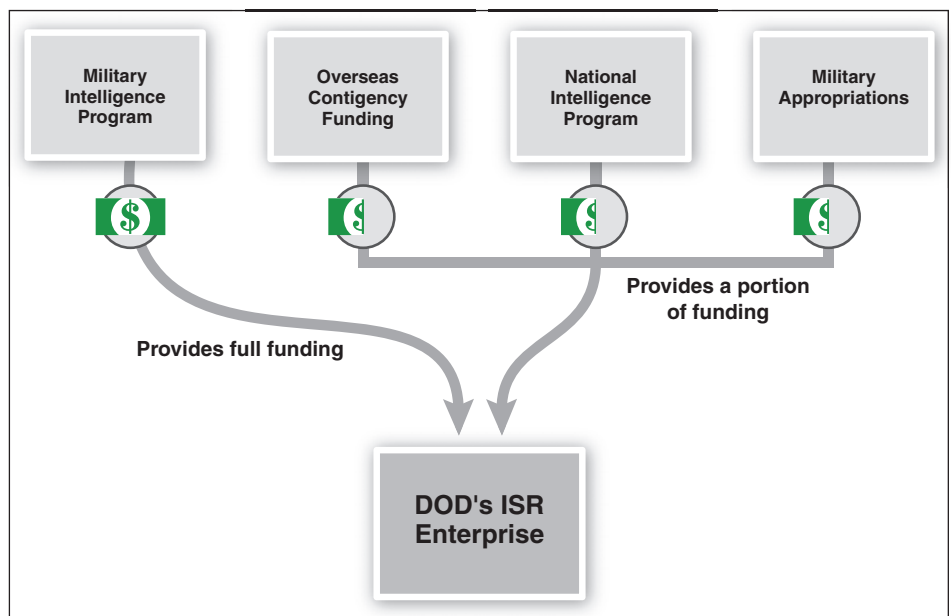 Military
Intelligence
Program
Overseas
Contigency
Funding
National
Intelligence
Program
Military
Appropriations
$
$
$
$
Provides a portion
of funding
Provides full funding
DOD's ISR
Enterprise